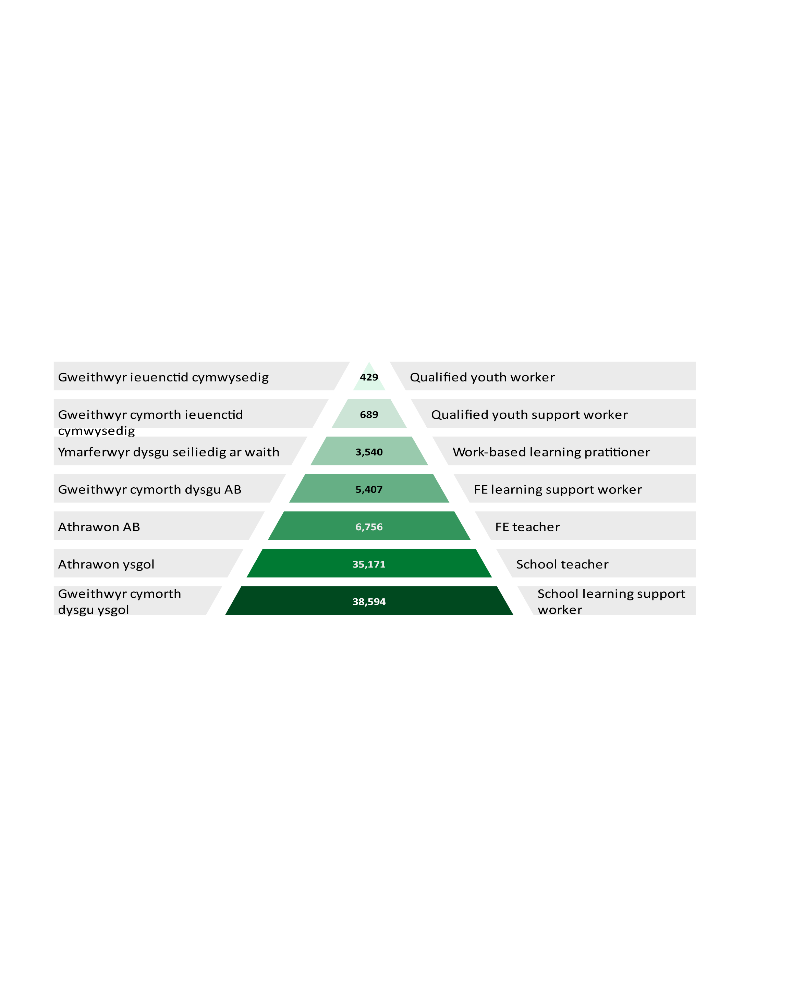 Gweithwyr ieuenctid cymwysedig
429
Qualified youth worker
Gweithwyr cymorth ieuenctid
cymwysedig
689
Qualified youth support worker
Ymarferwyr dysgu seiliedig ar waith
3,540
Work-based learning pratitioner
Gweithwyr cymorth dysgu AB
5,407
FE learning support worker
Athrawon AB
6,756
FE teacher
Athrawon ysgol
35,171
School teacher
Gweithwyr cymorth
dysgu ysgol
38,594
School learning support
worker